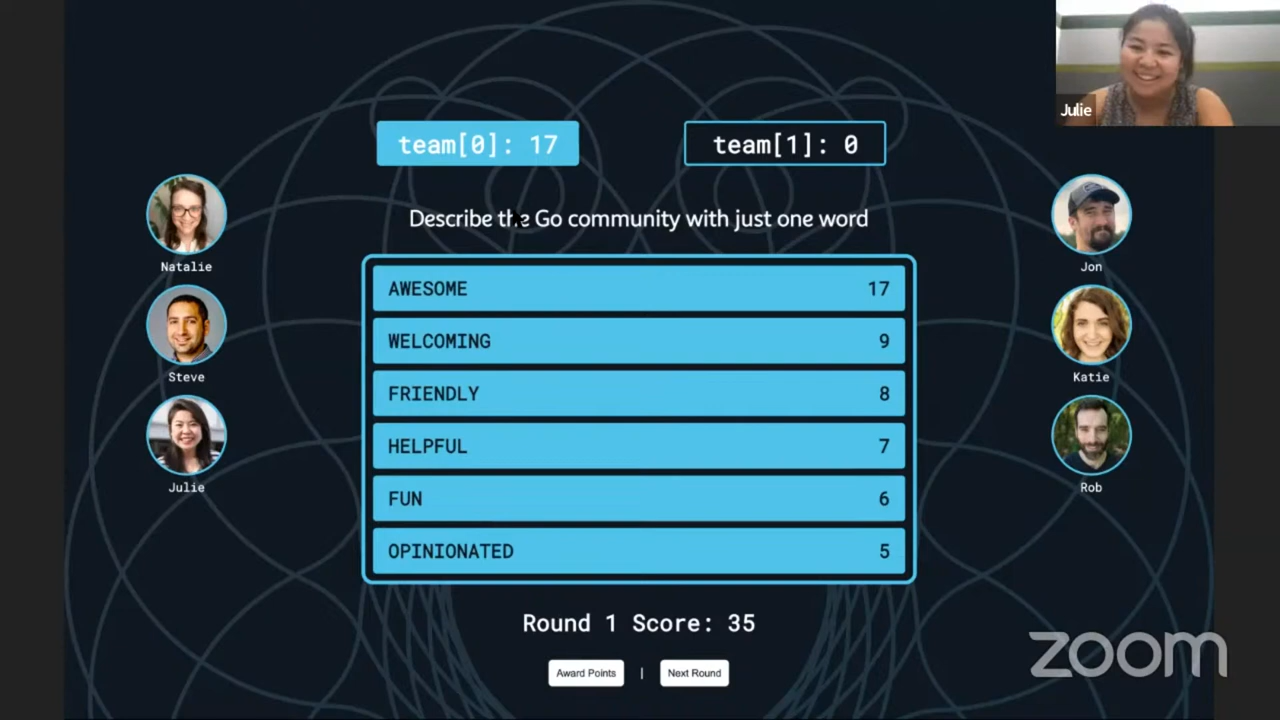 Julie
team[0]: 17
team[1]: 0
Describe the Go community with just one word
Natalie
Steve
Julie
AWESOME 17
WELCOMING 9
FRIENDLY 8
HELPFUL 7
FUN 6
OPINIONATED 5
Jon
Katie
Rob
Round 1 Score: 35
Award Points | Next Round
zoom